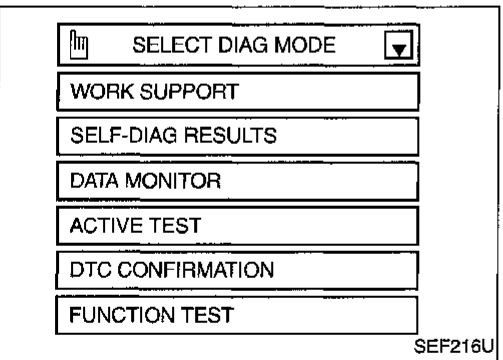 SELECT DIAG MODE
WORK SUPPORT
SELF-DIAG RESULTS
DATA MONITOR
ACTIVE TEST
DTC CONFIRMATION
FUNCTION TEST
SEF216U